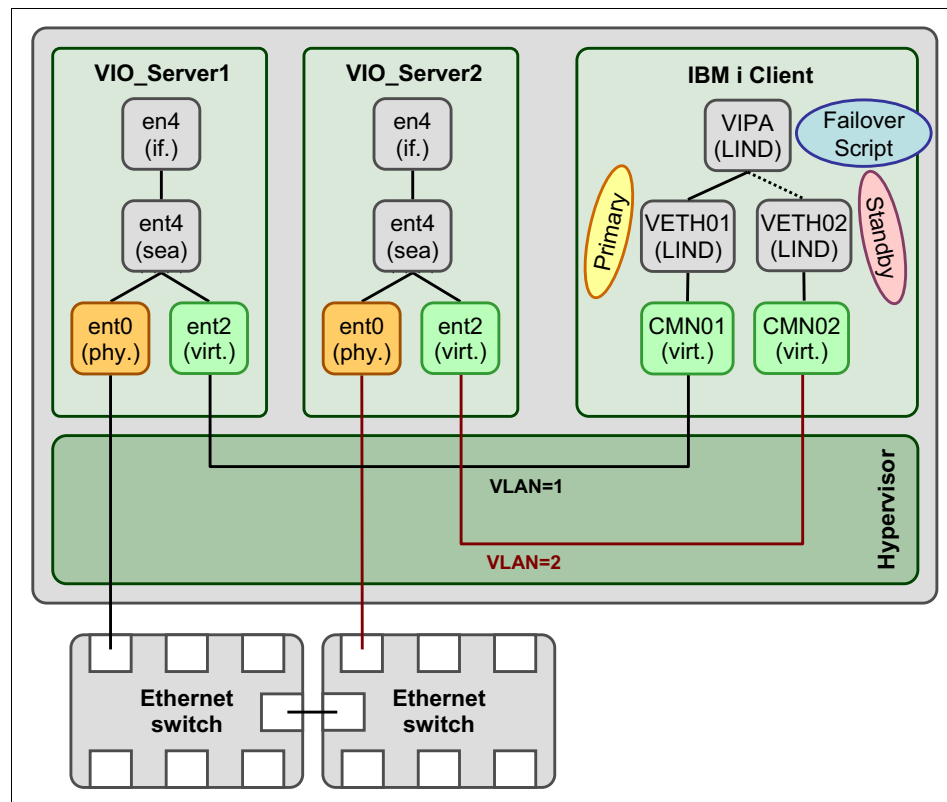 VIO_Server1
en4
(if.)
ent4
(sea)
ent0
(phy.)
ent2
(virt.)
VIO_Server2
en4
(if.)
ent4
(sea)
ent0
(phy.)
ent2
(virt.)
IBM i Client
VIPA
(LIND)
Failover
Script
Primary
VETH01
(LIND)
VETH02
(LIND)
Standby
CMN01
(virt.)
CMN02
(virt.)
VLAN=1
VLAN=2
Hypervisor
Ethernet
switch
Ethernet
switch